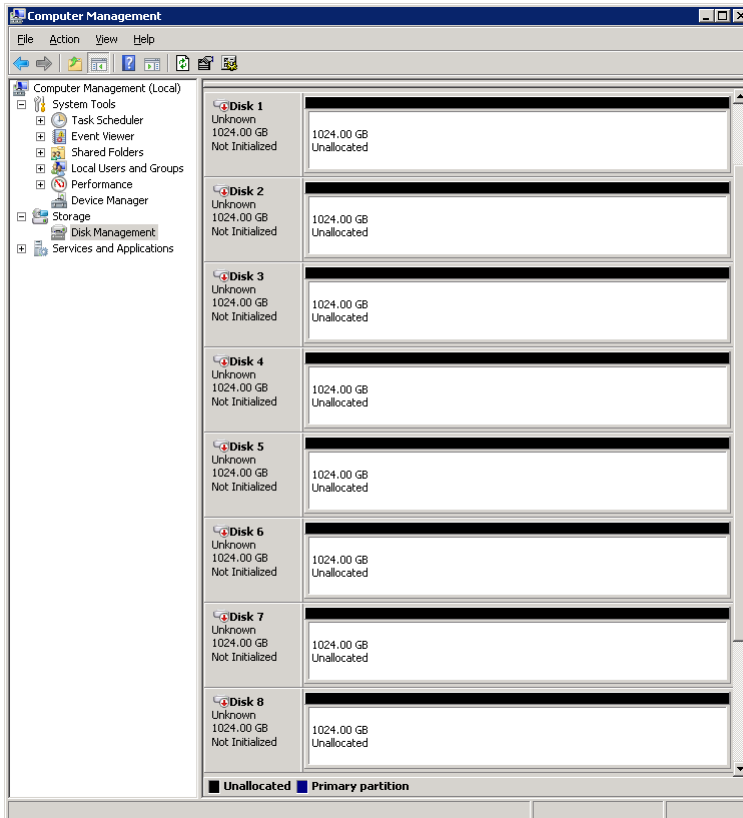 Computer Management
File Action View Help
Computer Management (Local)
System Tools
Task Scheduler
Event Viewer
Shared Folders
Local Users and Groups
Performance
Device Manager
Storage
Disk Management
Services and Applications
Disk 1
Unknown
1024.00 GB
Not Initialized
1024.00 GB
Unallocated
Disk 2
Unknown
1024.00 GB
Not Initialized
1024.00 GB
Unallocated
Disk 3
Unknown
1024.00 GB
Not Initialized
1024.00 GB
Unallocated
Disk 4
Unknown
1024.00 GB
Not Initialized
1024.00 GB
Unallocated
Disk 5
Unknown
1024.00 GB
Not Initialized
1024.00 GB
Unallocated
Disk 6
Unknown
1024.00 GB
Not Initialized
1024.00 GB
Unallocated
Disk 7
Unknown
1024.00 GB
Not Initialized
1024.00 GB
Unallocated
Disk 8
Unknown
1024.00 GB
Not Initialized
1024.00 GB
Unallocated
Unallocated Primary partition